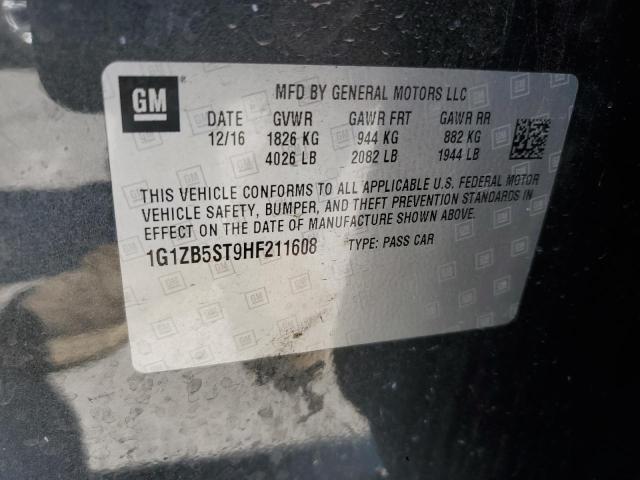 GM ®
MFD BY GENERAL MOTORS LLC
DATE GVWR GAWR FRT GAWR RR
12/16 1826 KG 944 KG 882 KG
4026 LB 2082 LB 1944 LB
THIS VEHICLE CONFORMS TO ALL APPLICABLE U.S. FEDERAL MOTOR
VEHICLE SAFETY, BUMPER, AND THEFT PREVENTION STANDARDS IN
EFFECT ON THE DATE OF MANUFACTURE SHOWN ABOVE.
1G1ZB5ST9HF211608 TYPE: PASS CAR